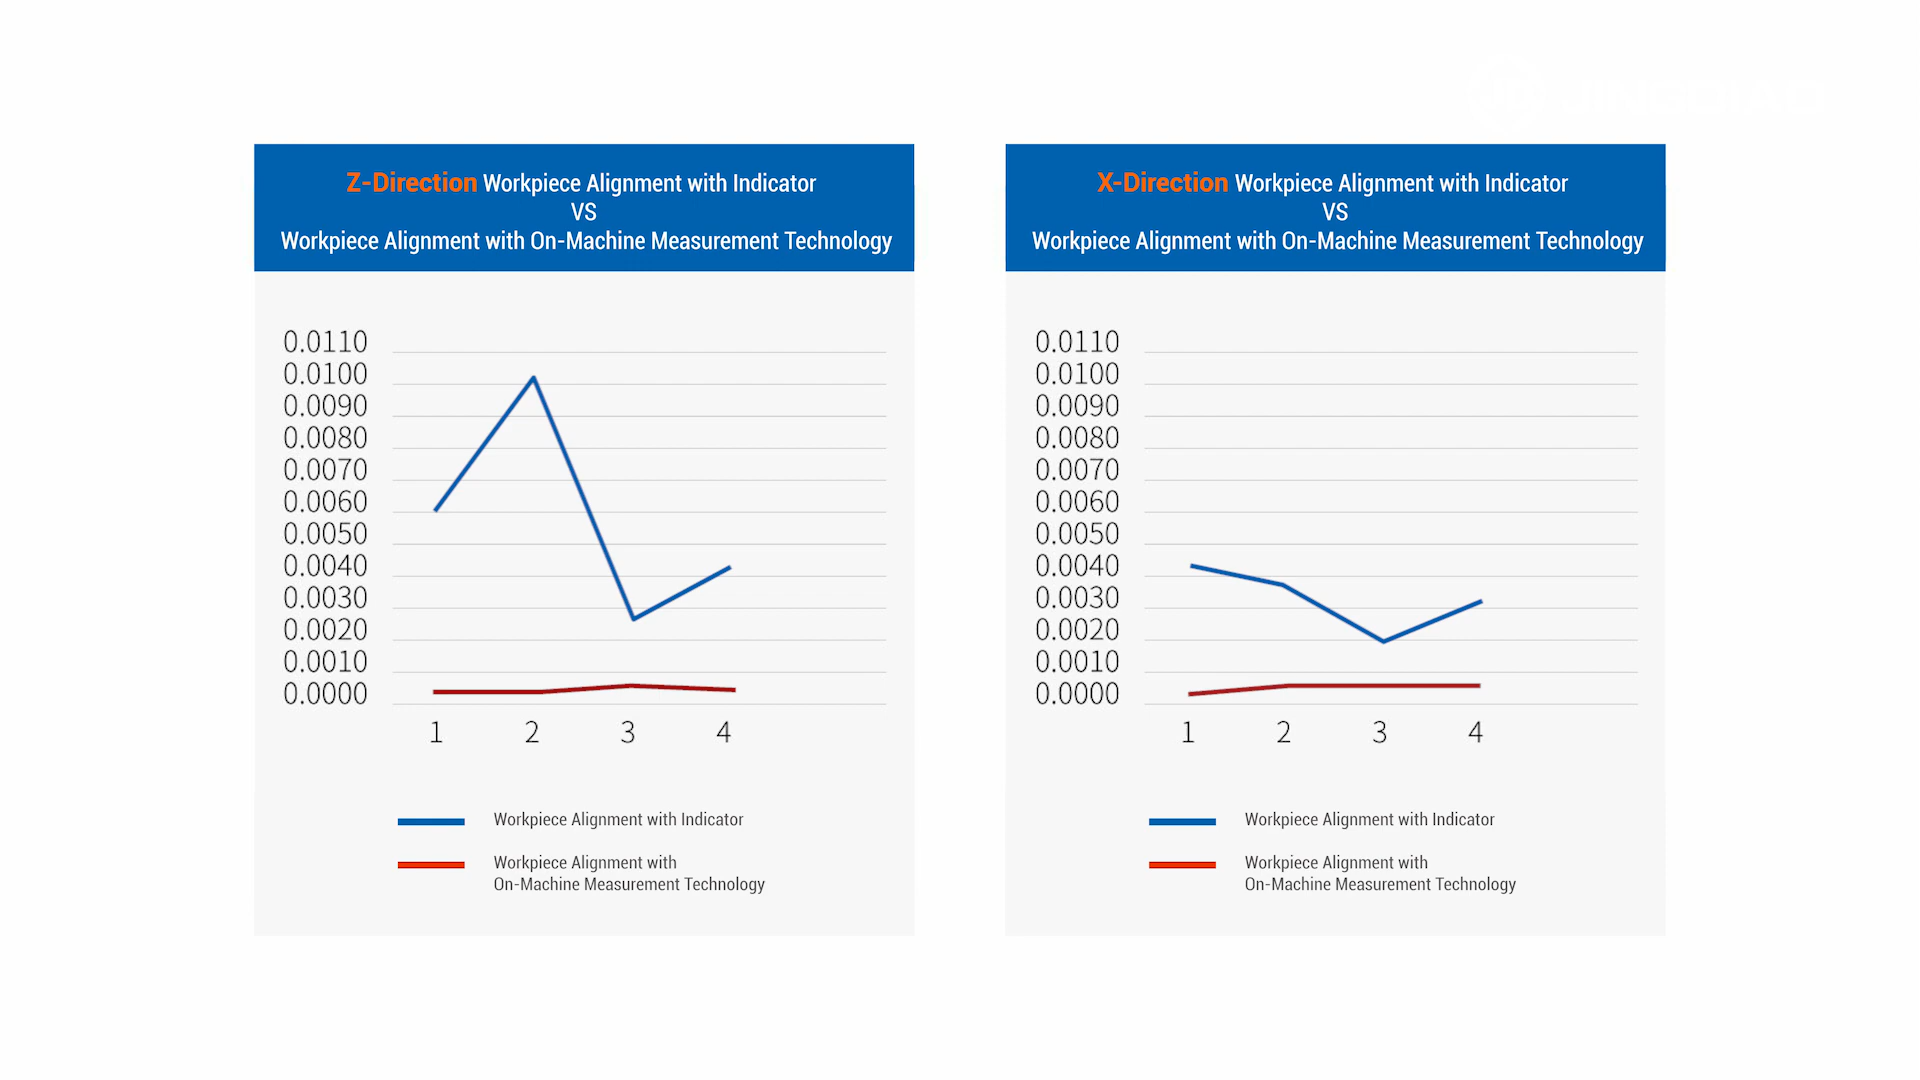 Z-Direction Workpiece Alignment with Indicator
VS
Workpiece Alignment with On-Machine Measurement Technology
0.0110
0.0100
0.0090
0.0080
0.0070
0.0060
0.0050
0.0040
0.0030
0.0020
0.0010
0.0000
1 2 3 4
Workpiece Alignment with Indicator
Workpiece Alignment with
On-Machine Measurement Technology
X-Direction Workpiece Alignment with Indicator
VS
Workpiece Alignment with On-Machine Measurement Technology
0.0110
0.0100
0.0090
0.0080
0.0070
0.0060
0.0050
0.0040
0.0030
0.0020
0.0010
0.0000
1 2 3 4
Workpiece Alignment with Indicator
Workpiece Alignment with
On-Machine Measurement Technology